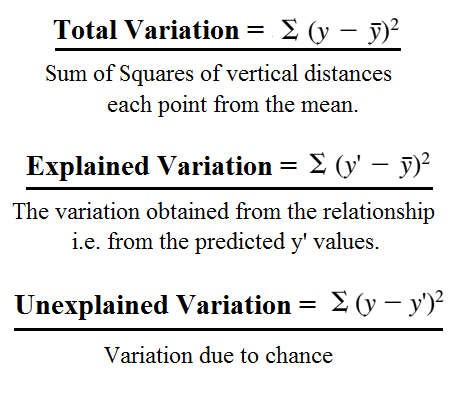 Total Variation = Σ (y − ȳ)²
Sum of Squares of vertical distances
each point from the mean.
Explained Variation = Σ (y' − ȳ)²
The variation obtained from the relationship
i.e. from the predicted y' values.
Unexplained Variation = Σ (y − y')²
Variation due to chance